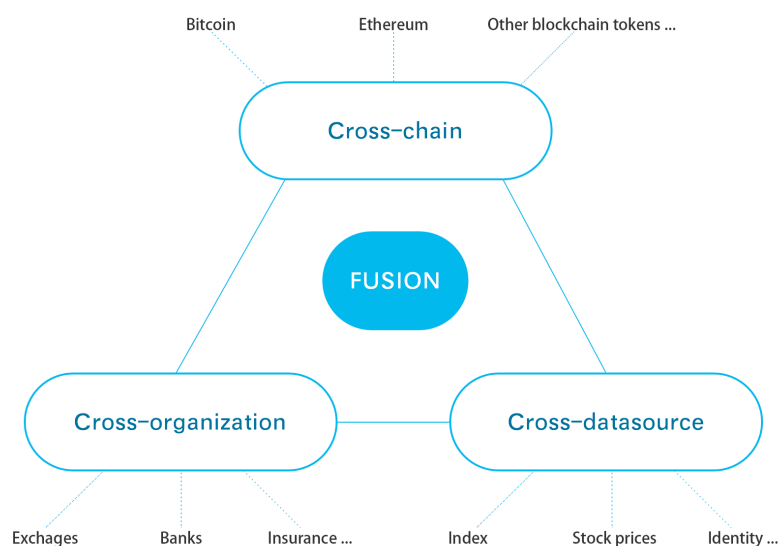 Bitcoin
Ethereum
Other blockchain tokens ...
Cross-chain
FUSION
Cross-organization
Cross-datasource
Exchages
Banks
Insurance ...
Index
Stock prices
Identity ...